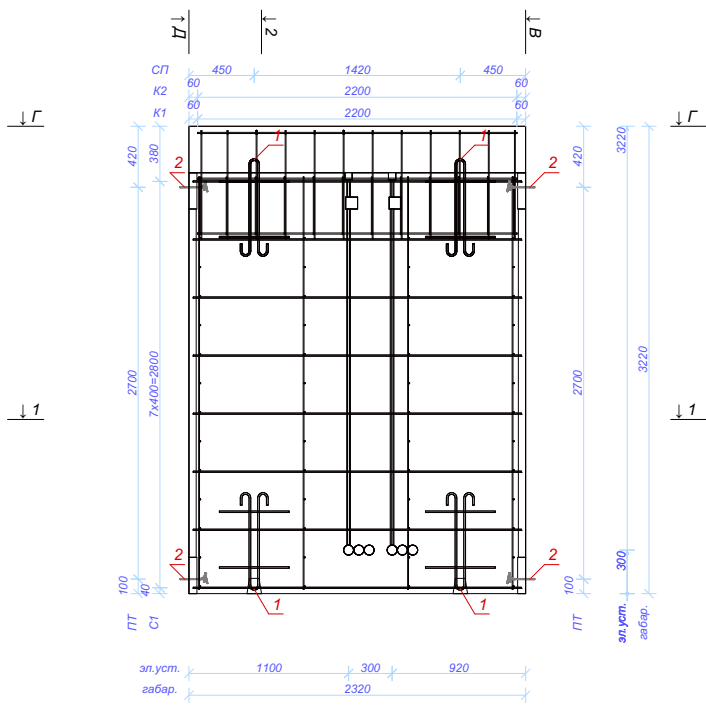 ↓ Д
↓ 2
↓ В
СП 450 1420 450
К2 60 2200 60
К1 60 2200
↓ Г
↓ Г
420
380
1
1
420
3220
2
2
2700
7х400=2800
2700
3220
↓ 1
↓ 1
2
2
100
40
1
1
100
300
ПТ
С1
ПТ
эл.уст.
габар.
эл.уст. 1100 300 920
габар. 2320